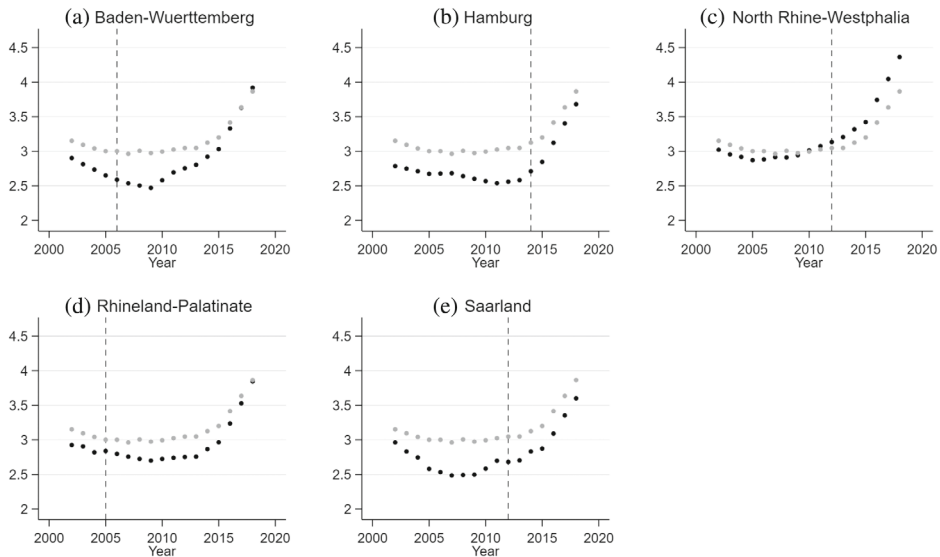 (a) Baden-Wuerttemberg
4.5
4
3.5
3
2.5
2
2000 2005 2010 2015 2020
Year
(b) Hamburg
4.5
4
3.5
3
2.5
2
2000 2005 2010 2015 2020
Year
(c) North Rhine-Westphalia
4.5
4
3.5
3
2.5
2
2000 2005 2010 2015 2020
Year
(d) Rhineland-Palatinate
4.5
4
3.5
3
2.5
2
2000 2005 2010 2015 2020
Year
(e) Saarland
4.5
4
3.5
3
2.5
2
2000 2005 2010 2015 2020
Year